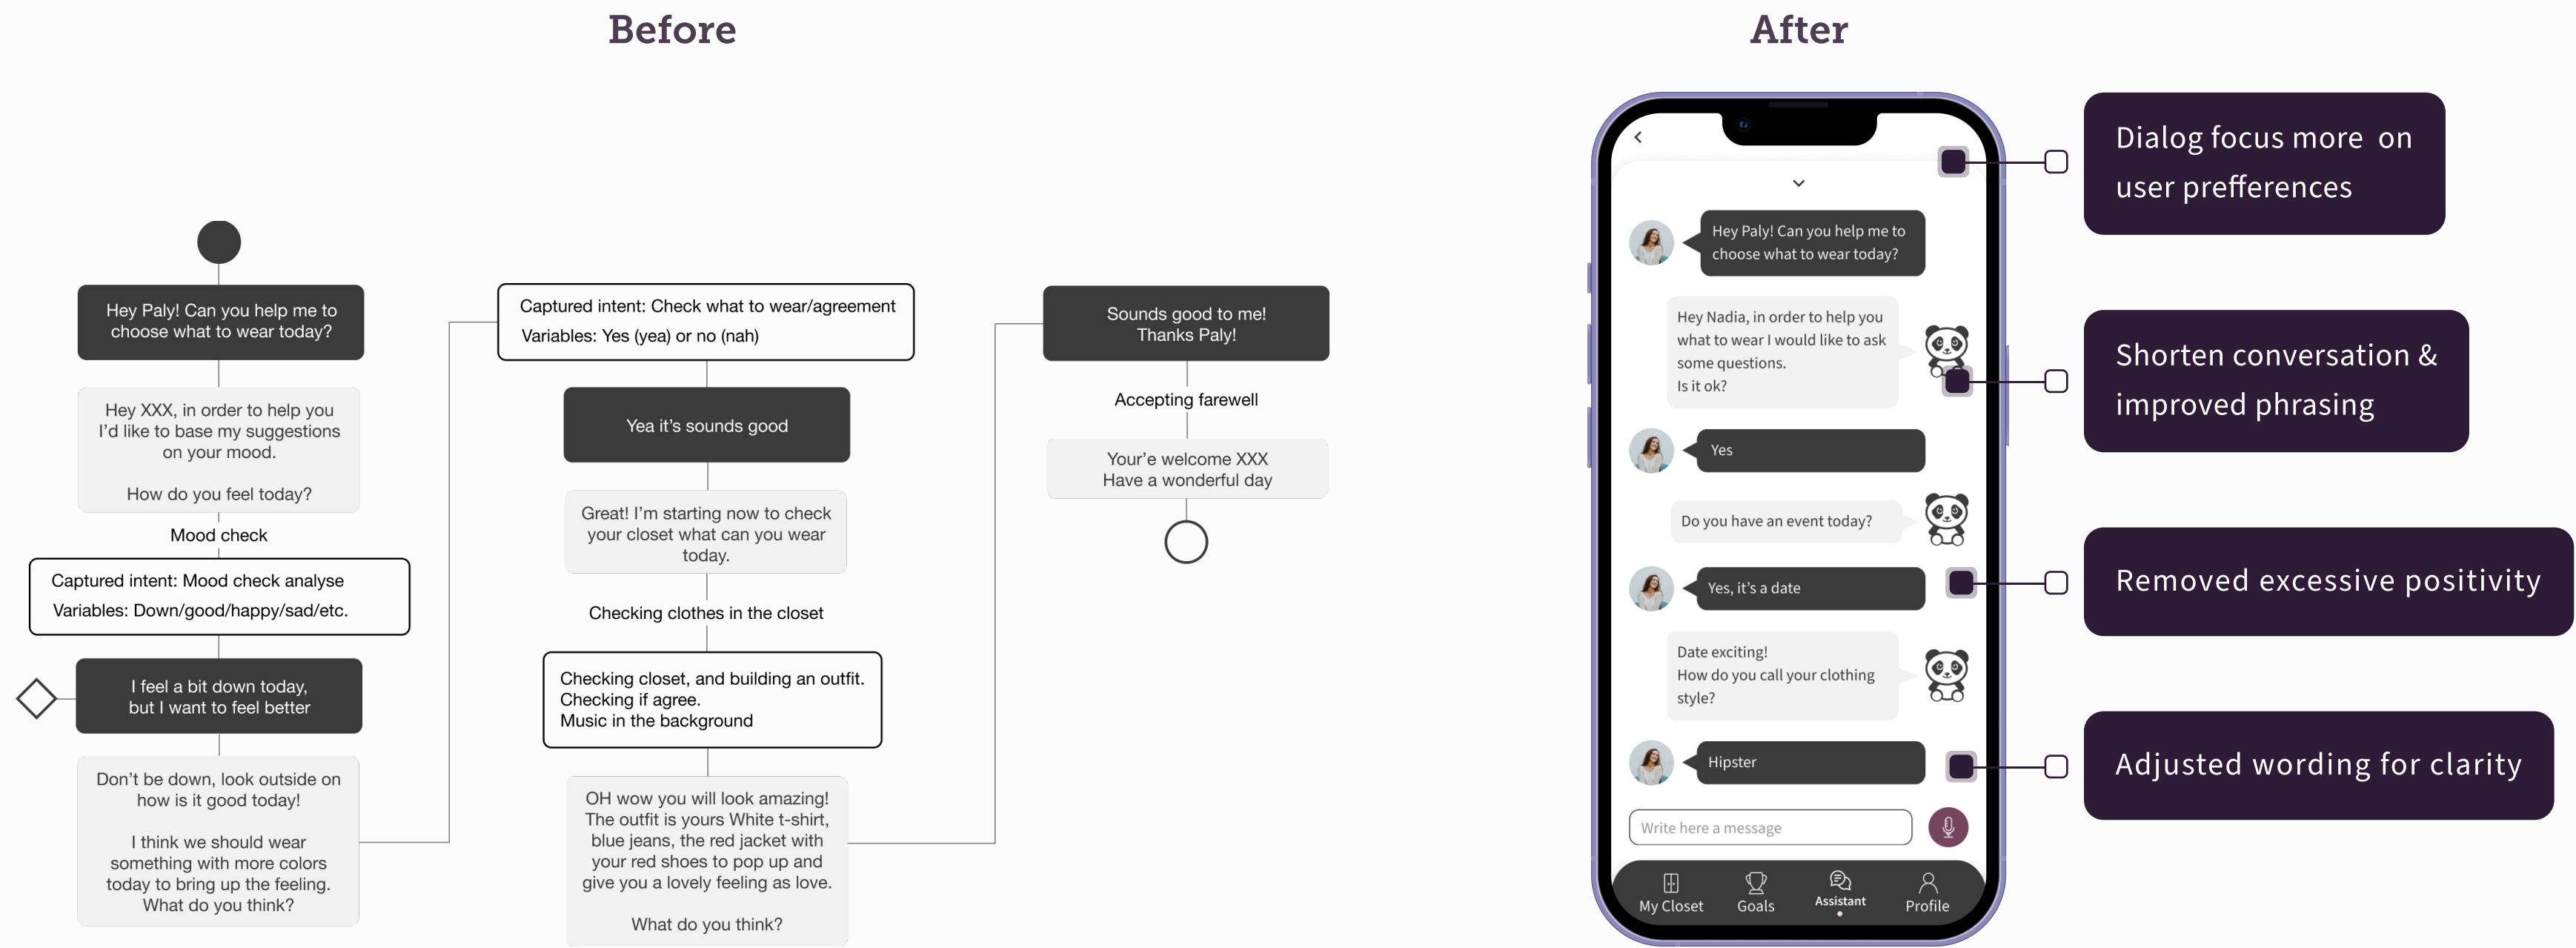 Before
Hey Paly! Can you help me to
choose what to wear today?
Hey XXX, in order to help you
I'd like to base my suggestions
on your mood.
How do you feel today?
Mood check
Captured intent: Mood check analyse
Variables: Down/good/happy/sad/etc.
I feel a bit down today,
but I want to feel better
Don't be down, look outside on
how is it good today!
I think we should wear
something with more colors
today to bring up the feeling.
What do you think?
Captured intent: Check what to wear/agreement
Variables: Yes (yea) or no (nah)
Yea it's sounds good
Great! I'm starting now to check
your closet what can you wear
today.
Checking clothes in the closet
Checking closet, and building an outfit.
Checking if agree.
Music in the background
OH wow you will look amazing!
The outfit is yours White t-shirt,
blue jeans, the red jacket with
your red shoes to pop up and
give you a lovely feeling as love.
What do you think?
Sounds good to me!
Thanks Paly!
Accepting farewell
Your'e welcome XXX
Have a wonderful day
After
Hey Paly! Can you help me to
choose what to wear today?
Hey Nadia, in order to help you
what to wear I would like to ask
some questions.
Is it ok?
Yes
Do you have an event today?
Yes, it's a date
Date exciting!
How do you call your clothing
style?
Hipster
Write here a message
My Closet
Goals
Assistant
Profile
Dialog focus more on
user prefferences
Shorten conversation &
improved phrasing
Removed excessive positivity
Adjusted wording for clarity